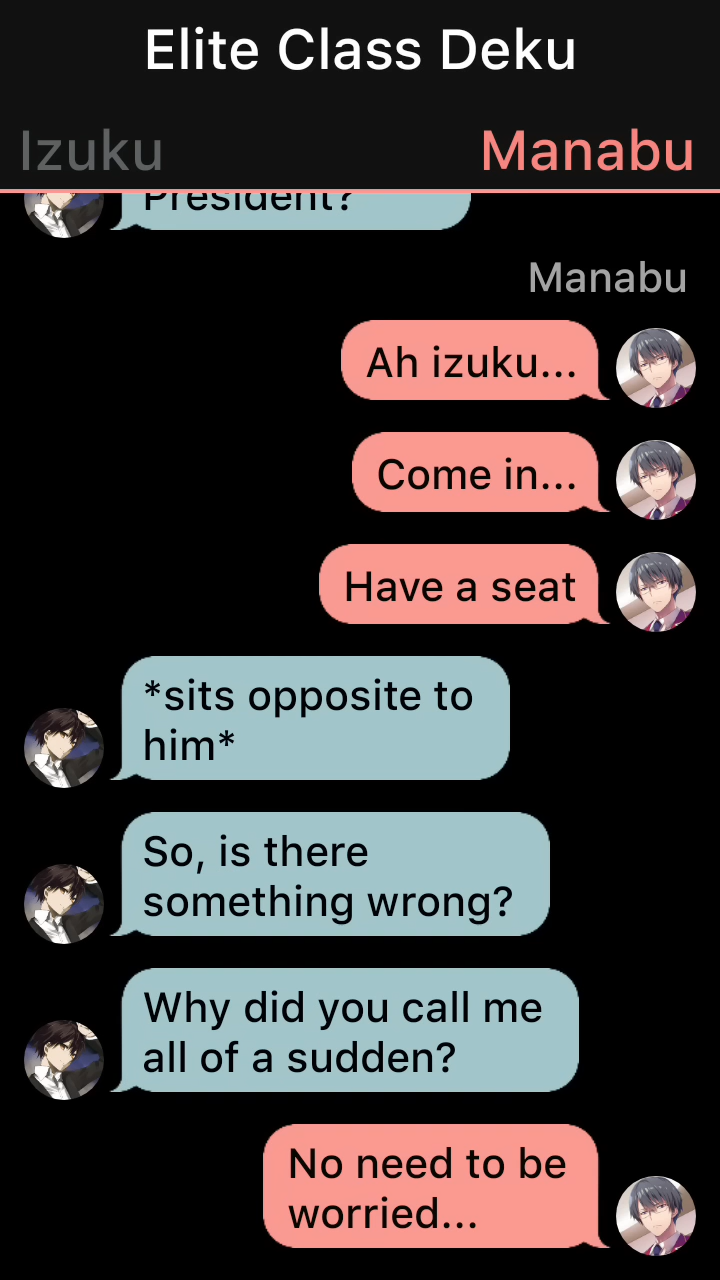 Elite Class Deku
Izuku
Manabu
President?
Manabu
Ah izuku...
Come in...
Have a seat
*sits opposite to
him*
So, is there
something wrong?
Why did you call me
all of a sudden?
No need to be
worried...